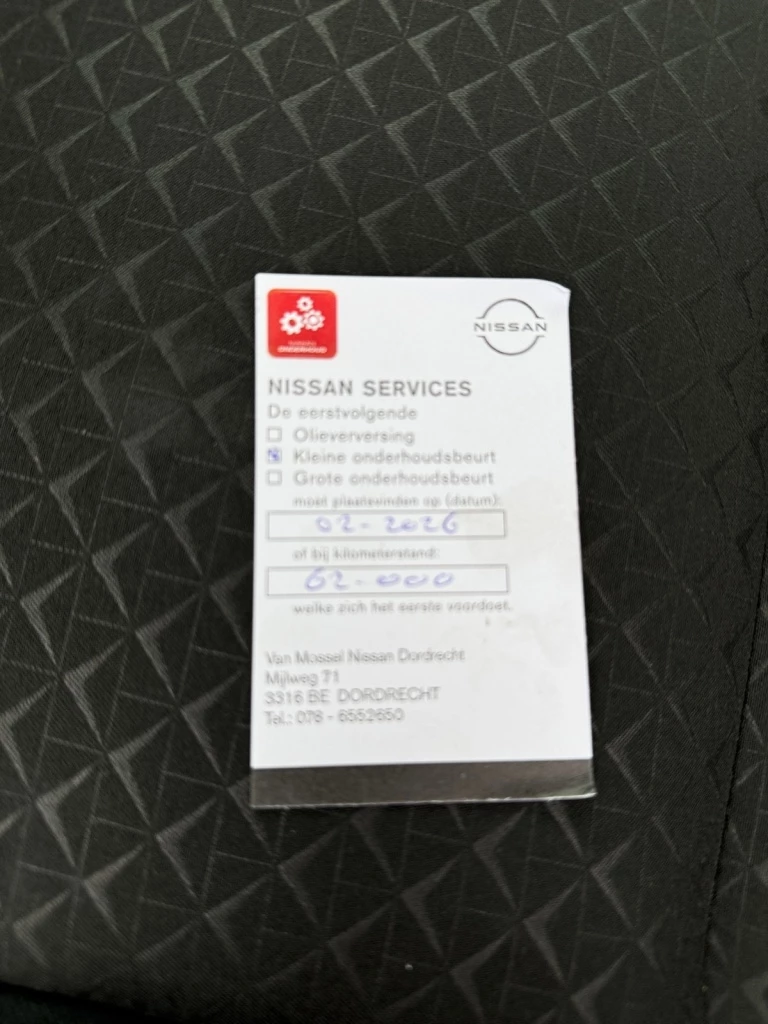 NISSAN
ONDERHOUD
NISSAN SERVICES
De eerstvolgende
Olieverversing
Kleine onderhoudsbeurt
Grote onderhoudsbeurt
moet plaatsvinden op (datum):
02-2026
of bij kilometerstand:
62.000
welke zich het eerste voordoet.
Van Mossel Nissan Dordrecht
Mijlweg 71
3316 BE DORDRECHT
Tel.: 078 - 6552650